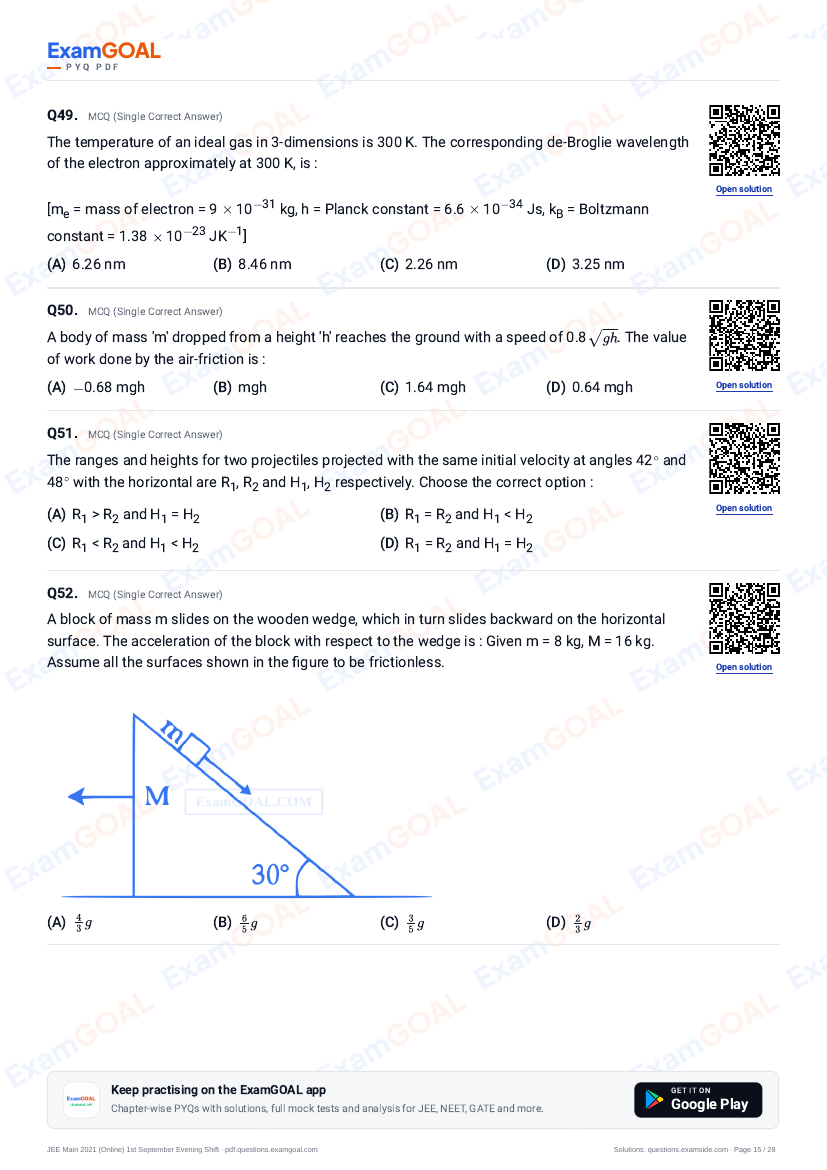 ExamGOAL
PYQ PDF
Q49. MCQ (Single Correct Answer)
The temperature of an ideal gas in 3-dimensions is 300 K. The corresponding de-Broglie wavelength
of the electron approximately at 300 K, is :
[mₑ = mass of electron = 9 × 10⁻³¹ kg, h = Planck constant = 6.6 × 10⁻³⁴ Js, k_B = Boltzmann
constant = 1.38 × 10⁻²³ JK⁻¹]
(A) 6.26 nm (B) 8.46 nm (C) 2.26 nm (D) 3.25 nm
Open solution
Q50. MCQ (Single Correct Answer)
A body of mass 'm' dropped from a height 'h' reaches the ground with a speed of 0.8√gh. The value
of work done by the air-friction is :
(A) −0.68 mgh (B) mgh (C) 1.64 mgh (D) 0.64 mgh
Open solution
Q51. MCQ (Single Correct Answer)
The ranges and heights for two projectiles projected with the same initial velocity at angles 42° and
48° with the horizontal are R₁, R₂ and H₁, H₂ respectively. Choose the correct option :
(A) R₁ > R₂ and H₁ = H₂ (B) R₁ = R₂ and H₁ < H₂
(C) R₁ < R₂ and H₁ < H₂ (D) R₁ = R₂ and H₁ = H₂
Open solution
Q52. MCQ (Single Correct Answer)
A block of mass m slides on the wooden wedge, which in turn slides backward on the horizontal
surface. The acceleration of the block with respect to the wedge is : Given m = 8 kg, M = 16 kg.
Assume all the surfaces shown in the figure to be frictionless.
Open solution
m
M
ExamGOAL.COM
30°
(A) 4/3 g (B) 6/5 g (C) 3/5 g (D) 2/3 g
Keep practising on the ExamGOAL app
Chapter-wise PYQs with solutions, full mock tests and analysis for JEE, NEET, GATE and more.
GET IT ON
Google Play
JEE Main 2021 (Online) 1st September Evening Shift · pdf.questions.examgoal.com
Solutions: questions.examside.com · Page 15 / 28